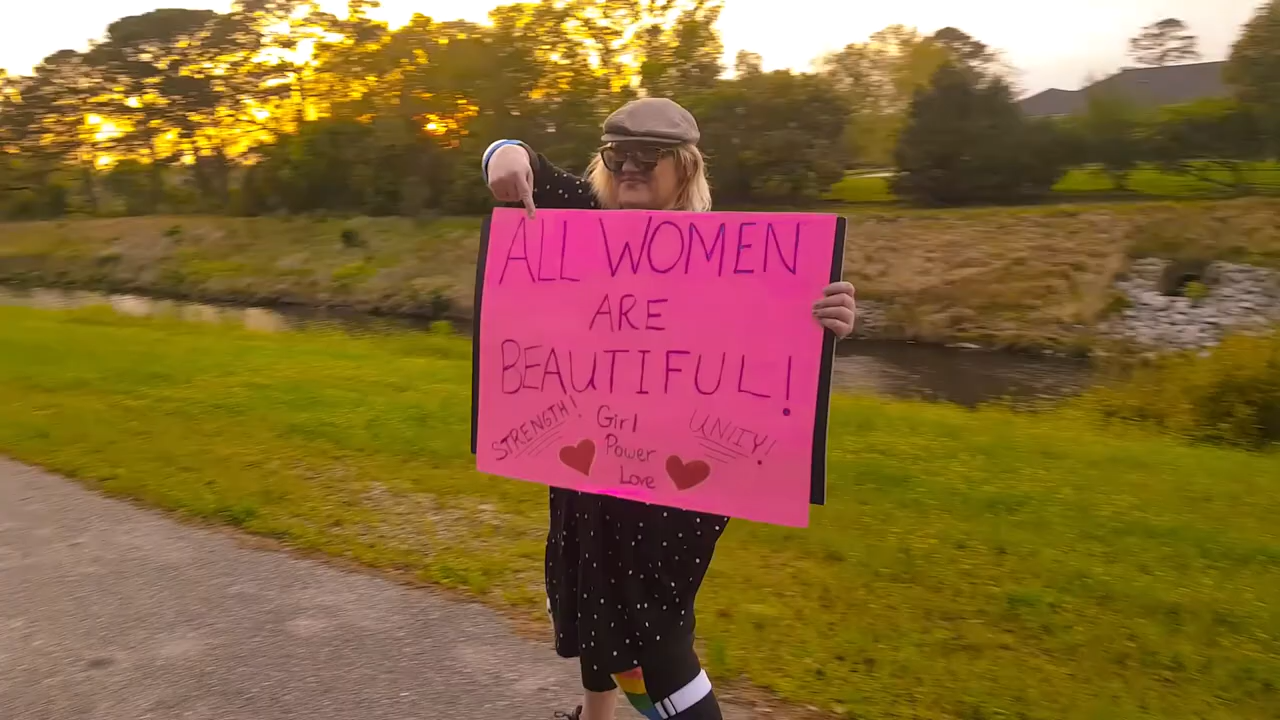 ALL WOMEN
ARE
BEAUTIFUL!
STRENGTH!
Girl
Power
Love
UNITY!